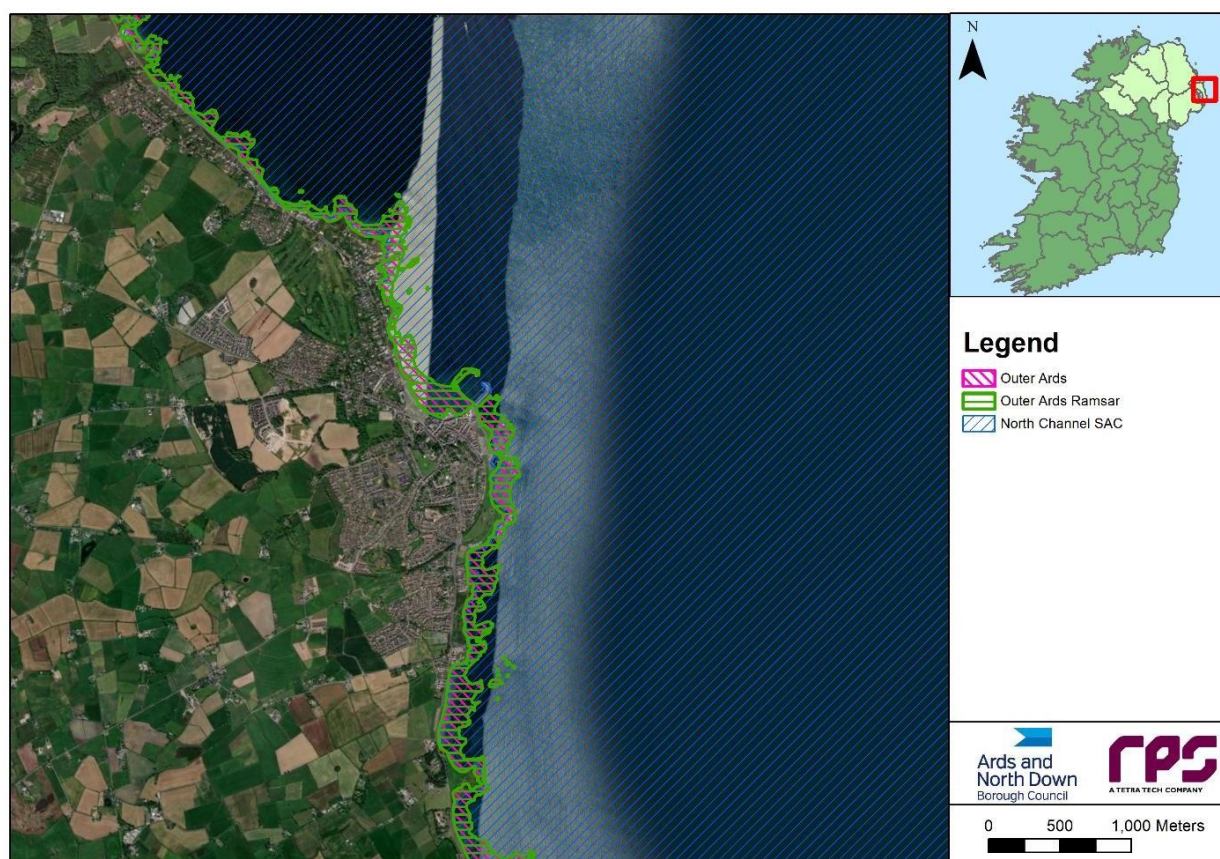 N
Legend
Outer Ards
Outer Ards Ramsar
North Channel SAC
Ards and
North Down
Borough Council
rps
A TETRA TECH COMPANY
0 500 1,000 Meters